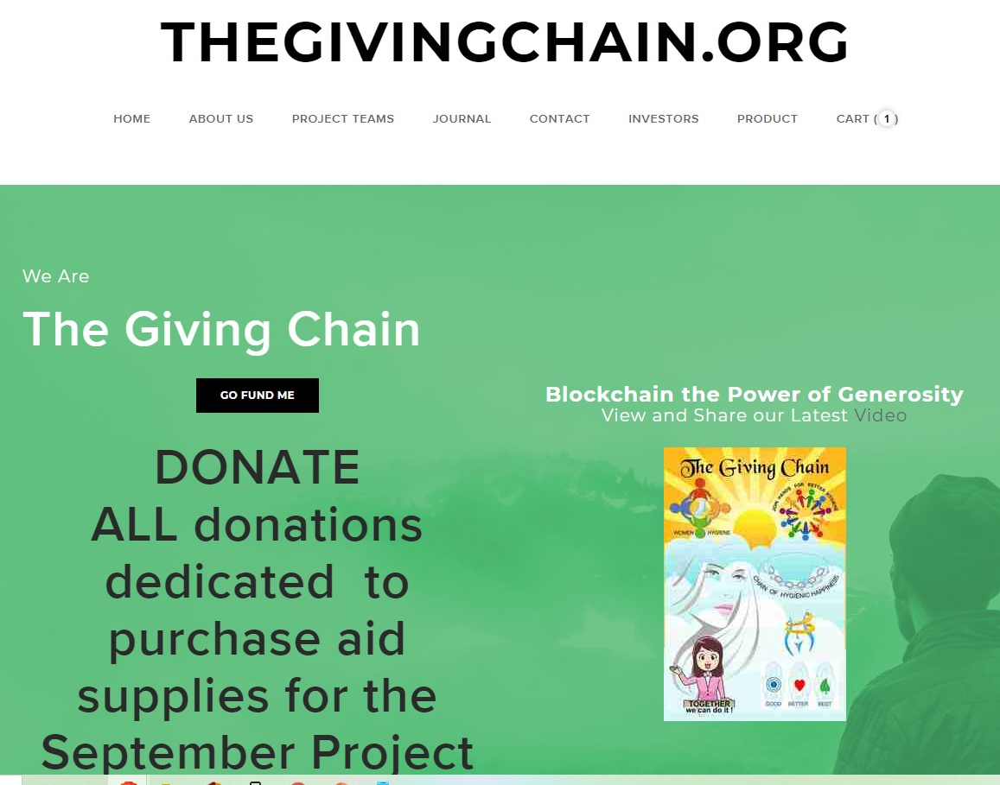 THEGIVINGCHAIN.ORG
HOME ABOUT US PROJECT TEAMS JOURNAL CONTACT INVESTORS PRODUCT CART (1)
We Are
The Giving Chain
GO FUND ME
DONATE
ALL donations
dedicated to
purchase aid
supplies for the
September Project
Blockchain the Power of Generosity
View and Share our Latest Video
The Giving Chain
WOMEN HYGIENE
JOIN HANDS FOR BETTER HYGIENE
CHAIN OF HYGIENIC HAPPINESS
GOOD BETTER BEST
TOGETHER
we can do it !